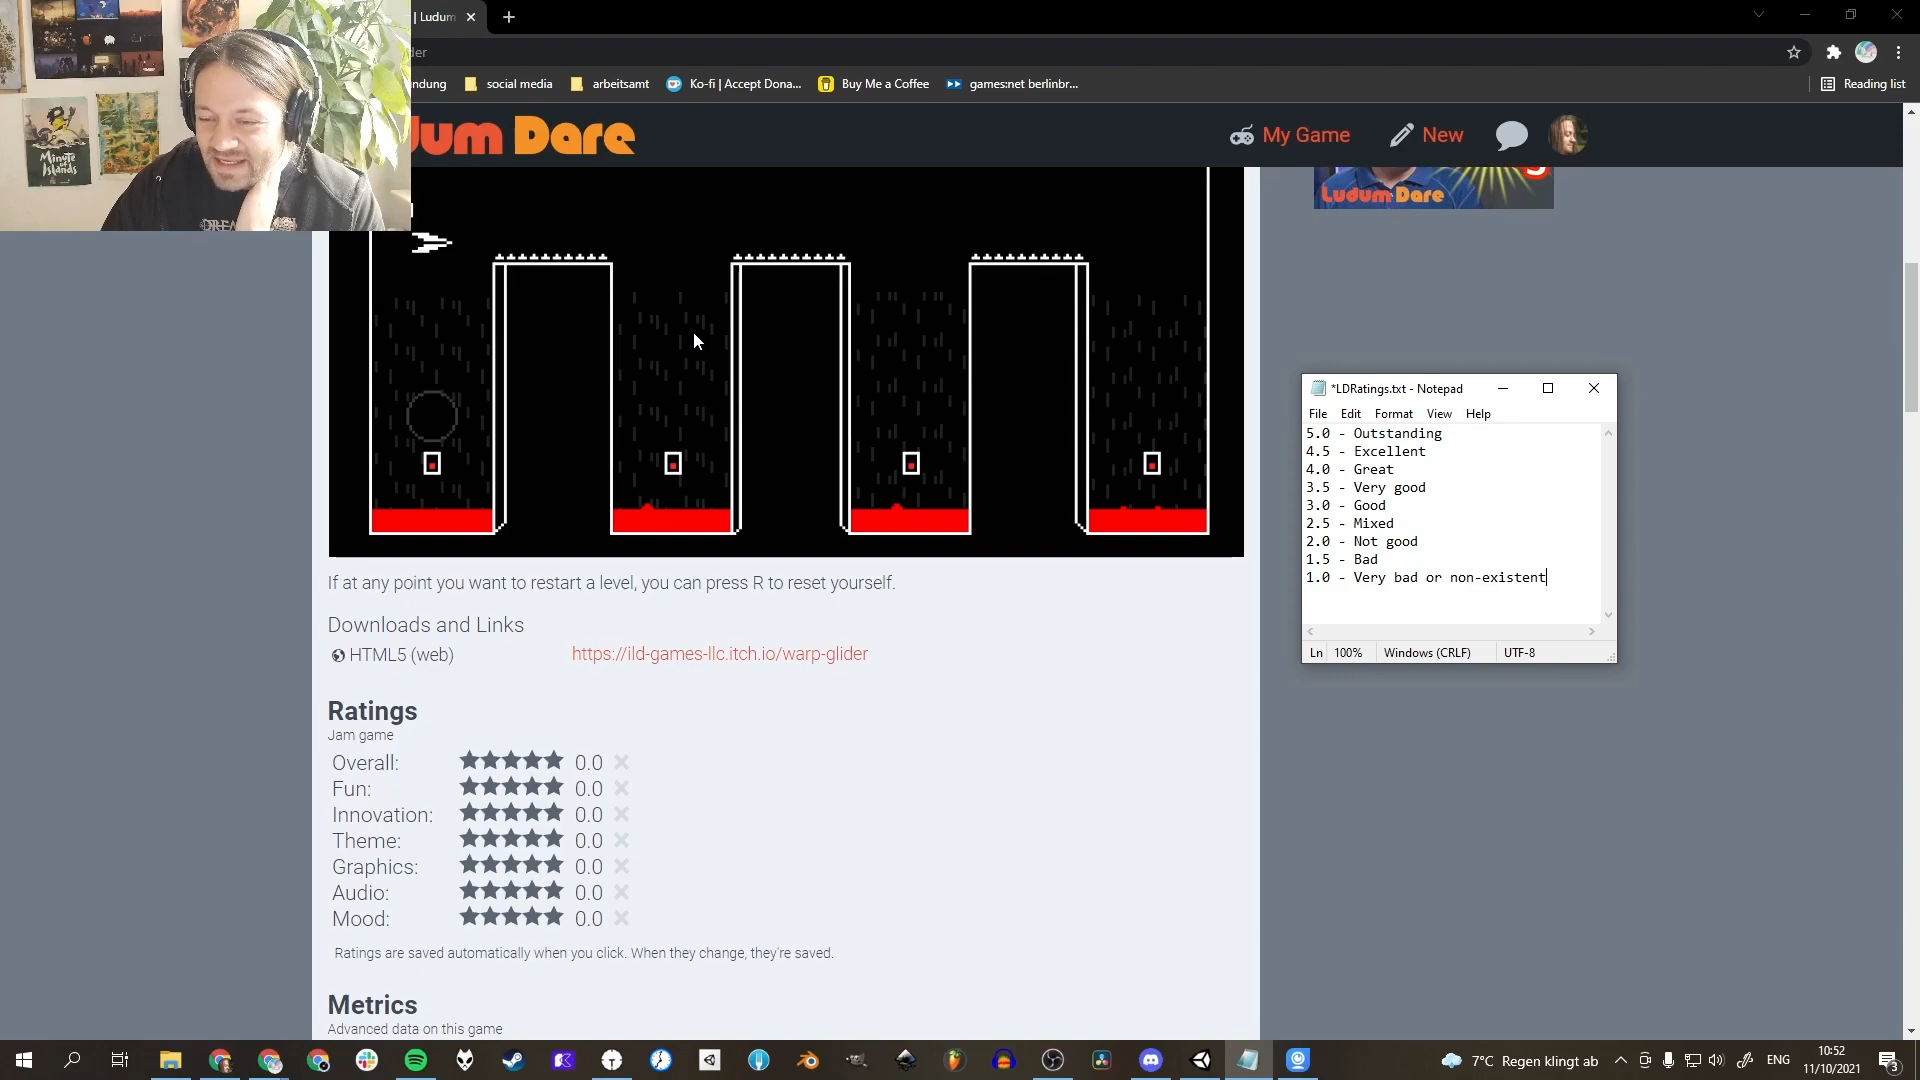 | Ludum
der
ndung
social media
arbeitsamt
Ko-fi | Accept Dona...
Buy Me a Coffee
games:net berlinbr...
Reading list
Minute of Islands
dum Dare
My Game
New
Ludum Dare
*LDRatings.txt - Notepad
File Edit Format View Help
5.0 - Outstanding
4.5 - Excellent
4.0 - Great
3.5 - Very good
3.0 - Good
2.5 - Mixed
2.0 - Not good
1.5 - Bad
1.0 - Very bad or non-existent
Ln 100% Windows (CRLF) UTF-8
If at any point you want to restart a level, you can press R to reset yourself.
Downloads and Links
HTML5 (web) https://ild-games-llc.itch.io/warp-glider
Ratings
Jam game
Overall: 0.0
Fun: 0.0
Innovation: 0.0
Theme: 0.0
Graphics: 0.0
Audio: 0.0
Mood: 0.0
Ratings are saved automatically when you click. When they change, they're saved.
Metrics
Advanced data on this game
7°C Regen klingt ab
ENG
10:52
11/10/2021
3